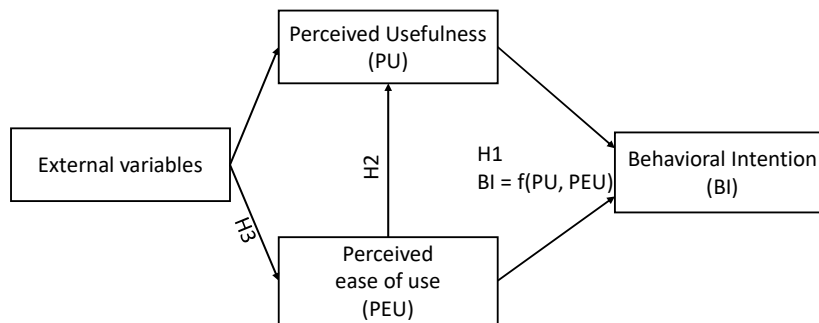 Perceived Usefulness
(PU)
External variables
H2
H1
BI = f(PU, PEU)
Behavioral Intention
(BI)
H3
Perceived
ease of use
(PEU)